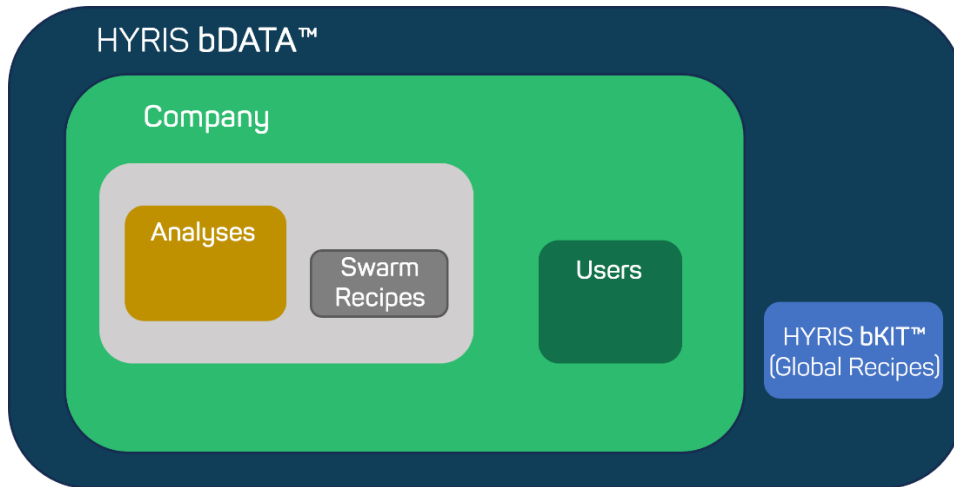 HYRIS bDATA™
Company
Analyses
Swarm
Recipes
Users
HYRIS bKIT™
(Global Recipes)